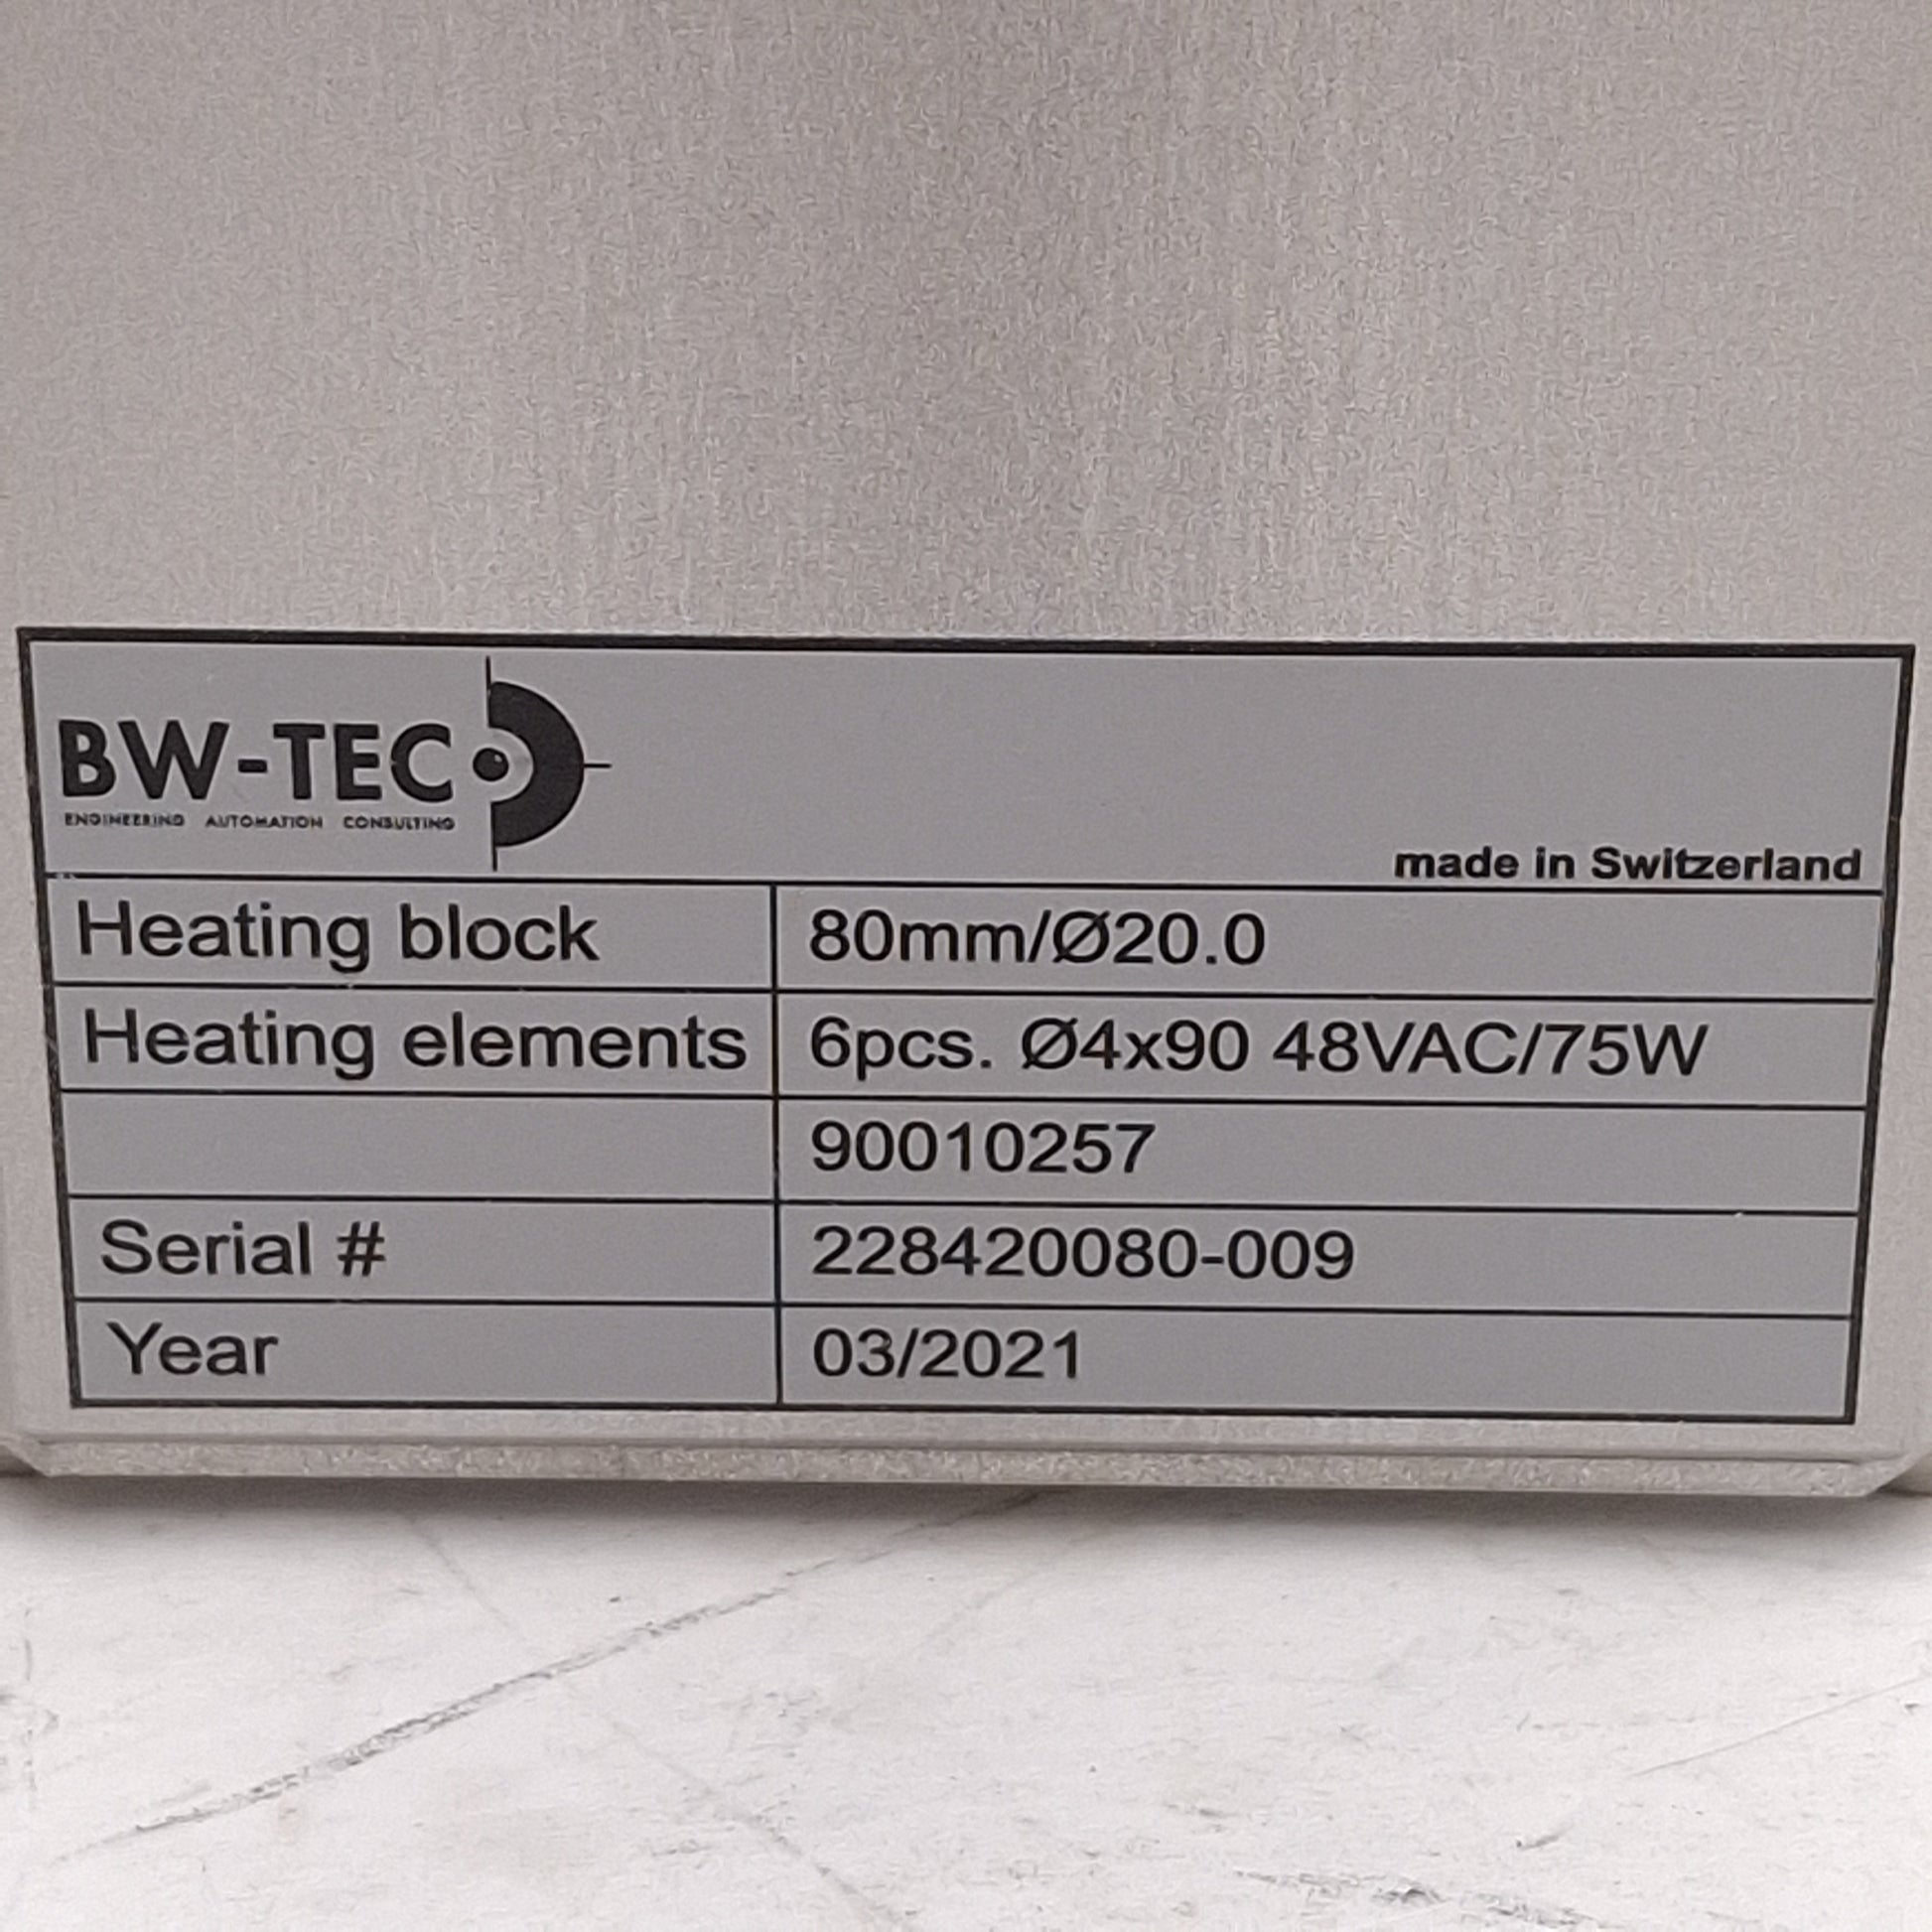 BW-TEC
ENGINEERING AUTOMATION CONSULTING
made in Switzerland
Heating block 80mm/Ø20.0
Heating elements 6pcs. Ø4x90 48VAC/75W
90010257
Serial # 228420080-009
Year 03/2021